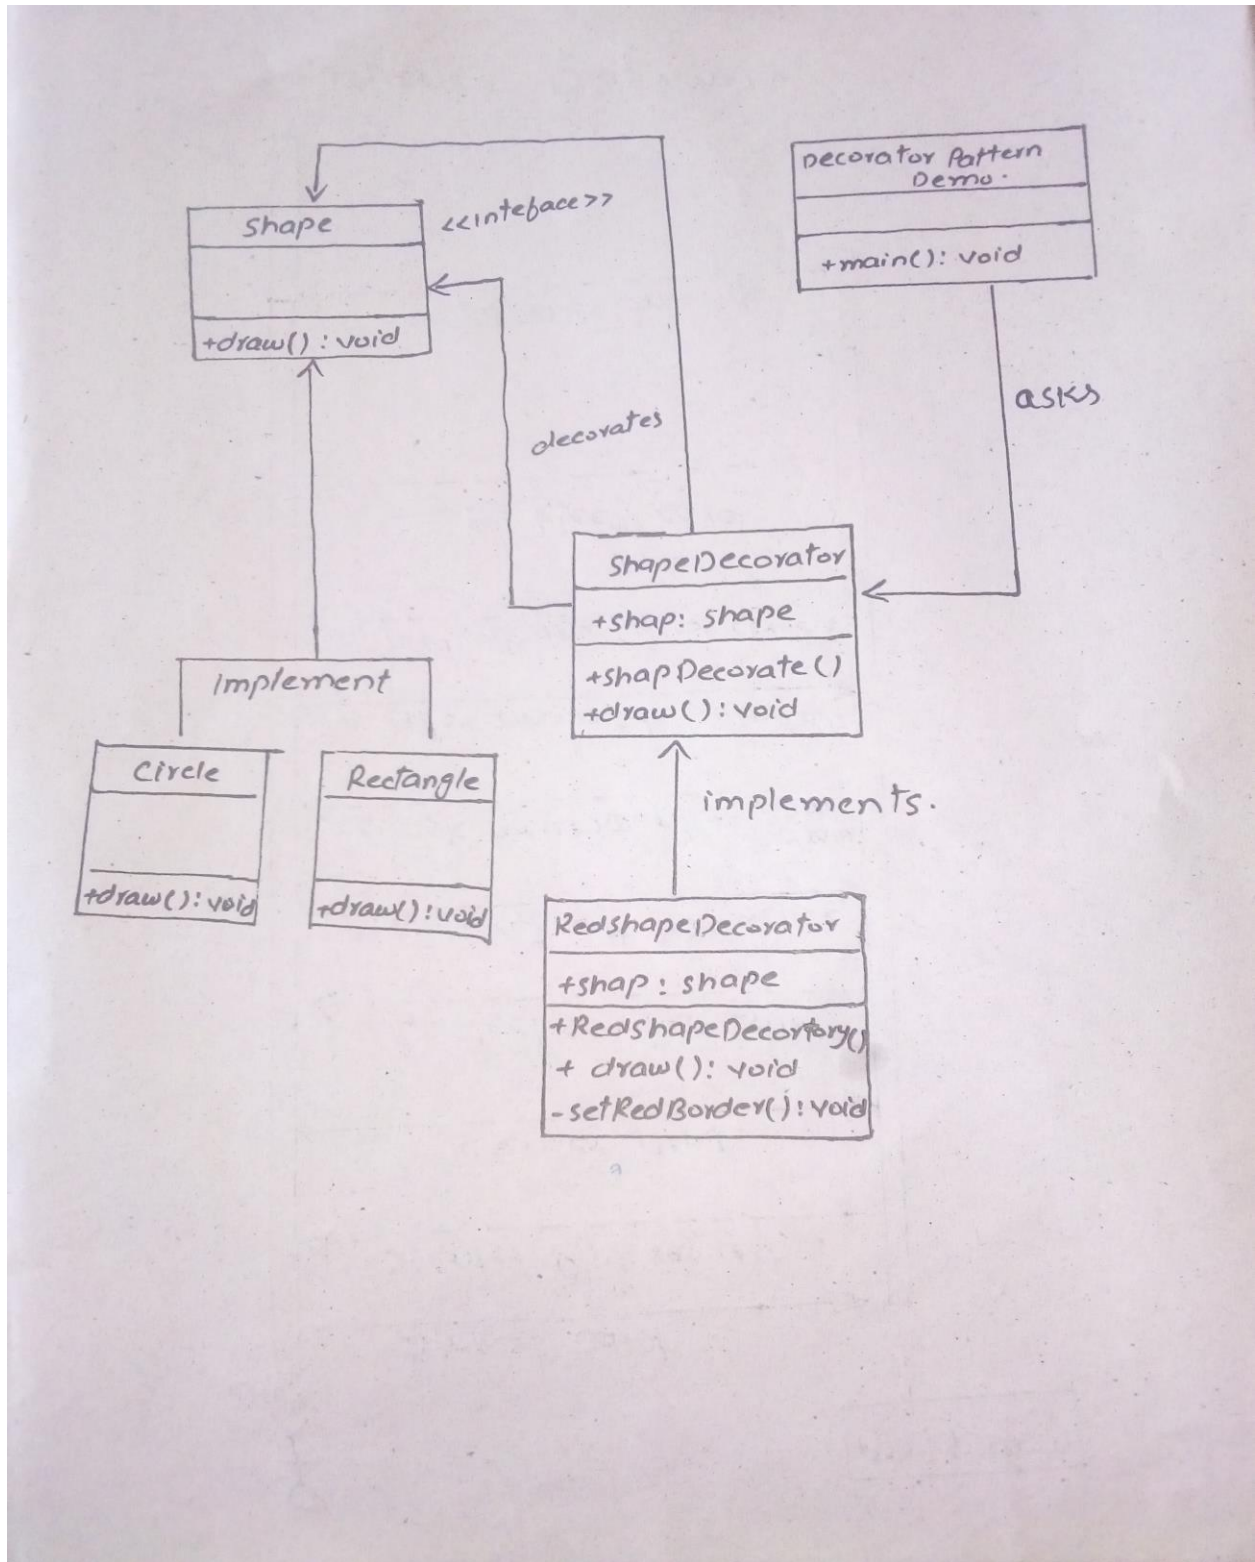 Decorator Pattern
Demo.
+main(): void
Shape
<<inteface>>
+draw() : void
asks
decorates
ShapeDecorator
+shap: shape
+shapDecorate()
+draw(): void
implement
Circle
+draw(): void
Rectangle
+draw(): void
implements.
RedshapeDecorator
+shap : shape
+RedshapeDecortory()
+ draw(): void
-setRedBorder(): void